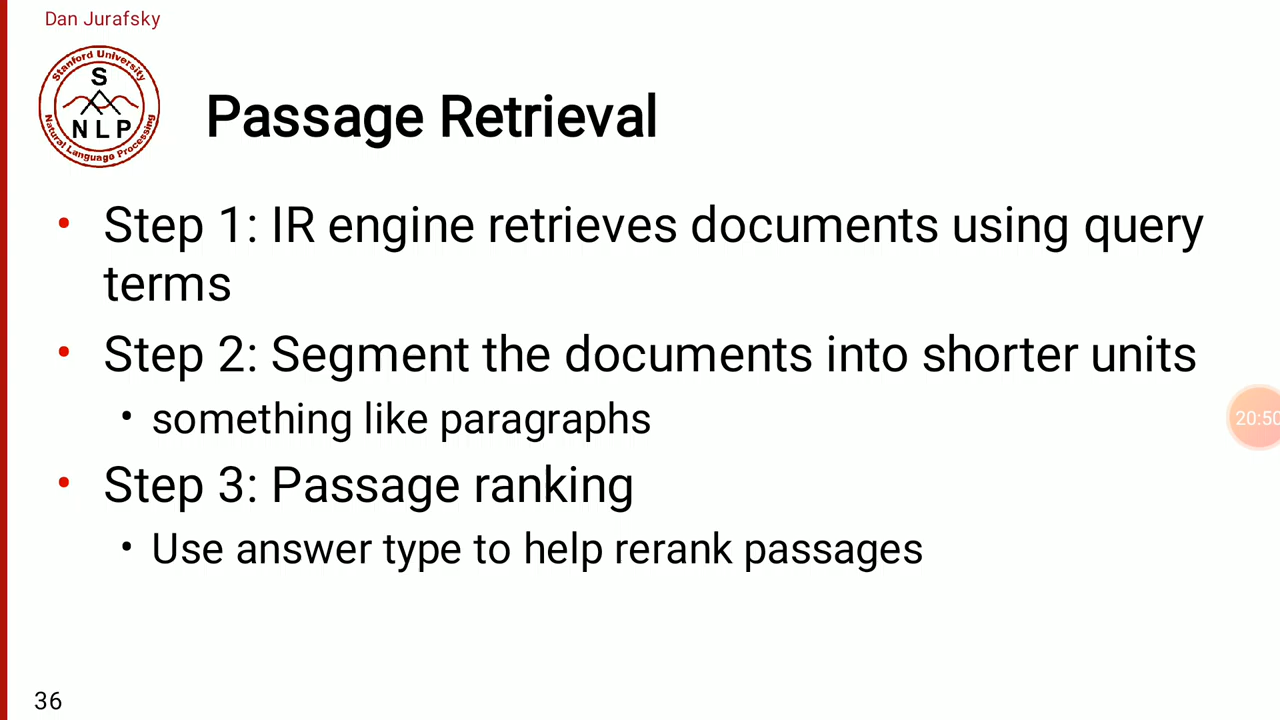 Dan Jurafsky
Stanford University
S
NLP
Natural Language Processing
Passage Retrieval
• Step 1: IR engine retrieves documents using query
terms
• Step 2: Segment the documents into shorter units
• something like paragraphs
• Step 3: Passage ranking
• Use answer type to help rerank passages
20:50
36